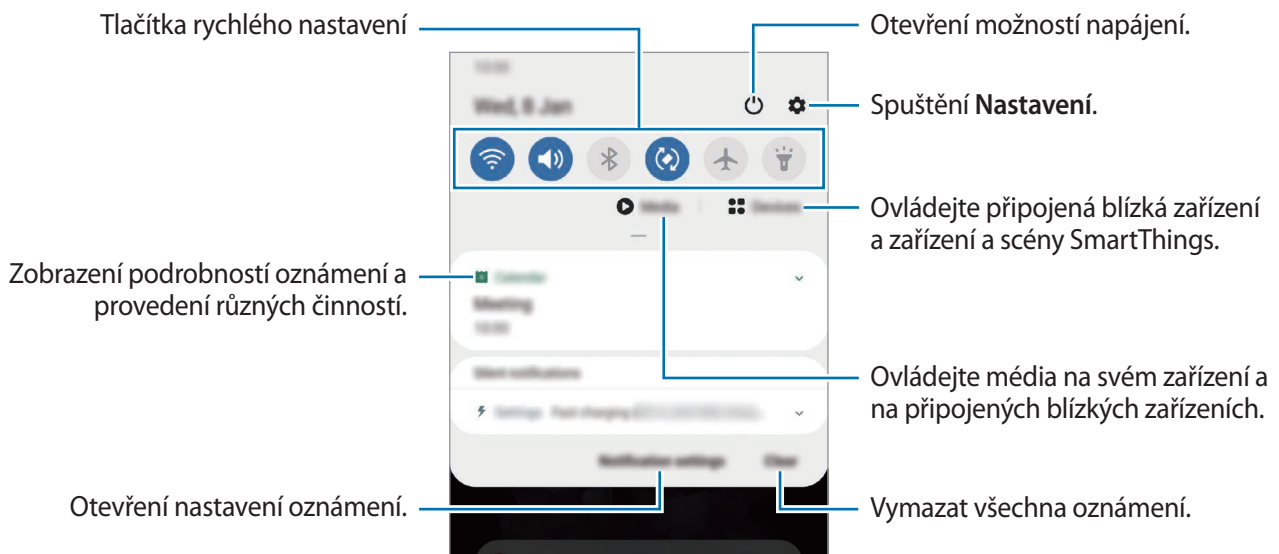 Tlačítka rychlého nastavení
Otevření možností napájení.
10:00
Wed, 8 Jan
Spuštění Nastavení.
Media
Devices
Ovládejte připojená blízká zařízení
a zařízení a scény SmartThings.
Zobrazení podrobností oznámení a
provedení různých činností.
Calendar
Meeting
10:00
Silent notifications
Ovládejte média na svém zařízení a
na připojených blízkých zařízeních.
Settings Fast charging
Notification settings
Clear
Otevření nastavení oznámení.
Vymazat všechna oznámení.